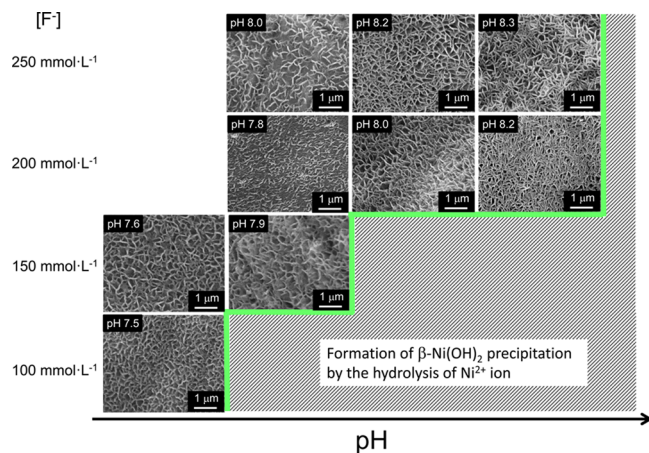 [F-]
250 mmol·L-1
pH 8.0
1 μm
pH 8.2
1 μm
pH 8.3
1 μm
200 mmol·L-1
pH 7.8
1 μm
pH 8.0
1 μm
pH 8.2
1 μm
150 mmol·L-1
pH 7.6
1 μm
pH 7.9
1 μm
100 mmol·L-1
pH 7.5
1 μm
Formation of β-Ni(OH)2 precipitation
by the hydrolysis of Ni2+ ion
pH